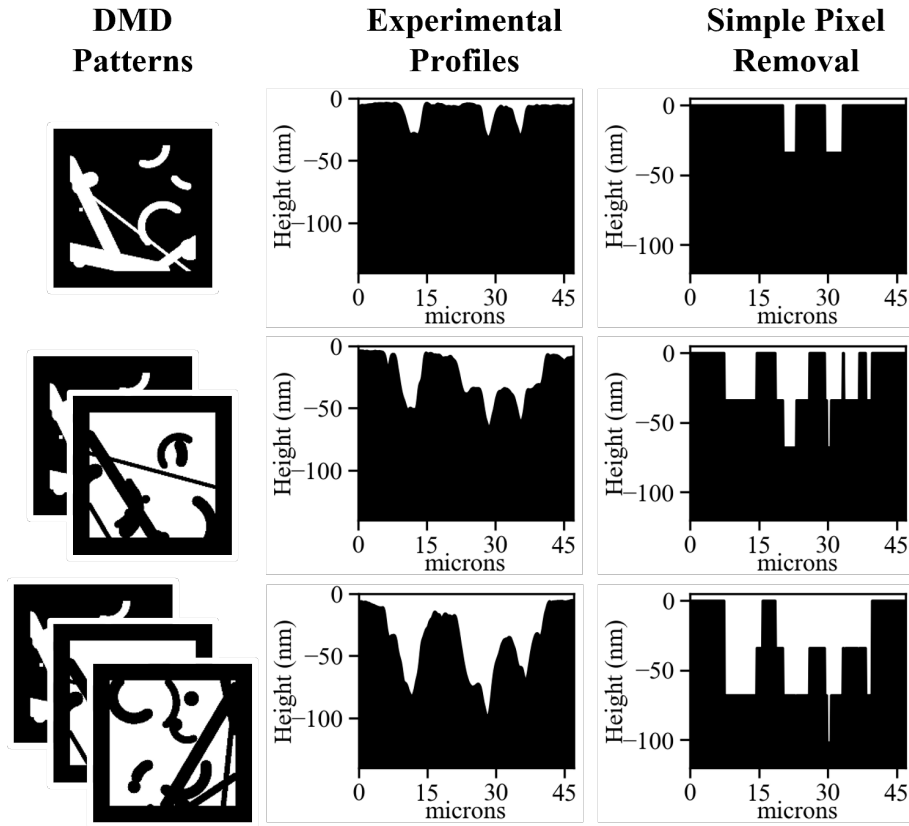 DMD
Patterns
Experimental
Profiles
Simple Pixel
Removal
Height (nm)
0
−50
−100
0 15 30 45
microns
Height (nm)
0
−50
−100
0 15 30 45
microns
Height (nm)
0
−50
−100
0 15 30 45
microns
Height (nm)
0
−50
−100
0 15 30 45
microns
Height (nm)
0
−50
−100
0 15 30 45
microns
Height (nm)
0
−50
−100
0 15 30 45
microns